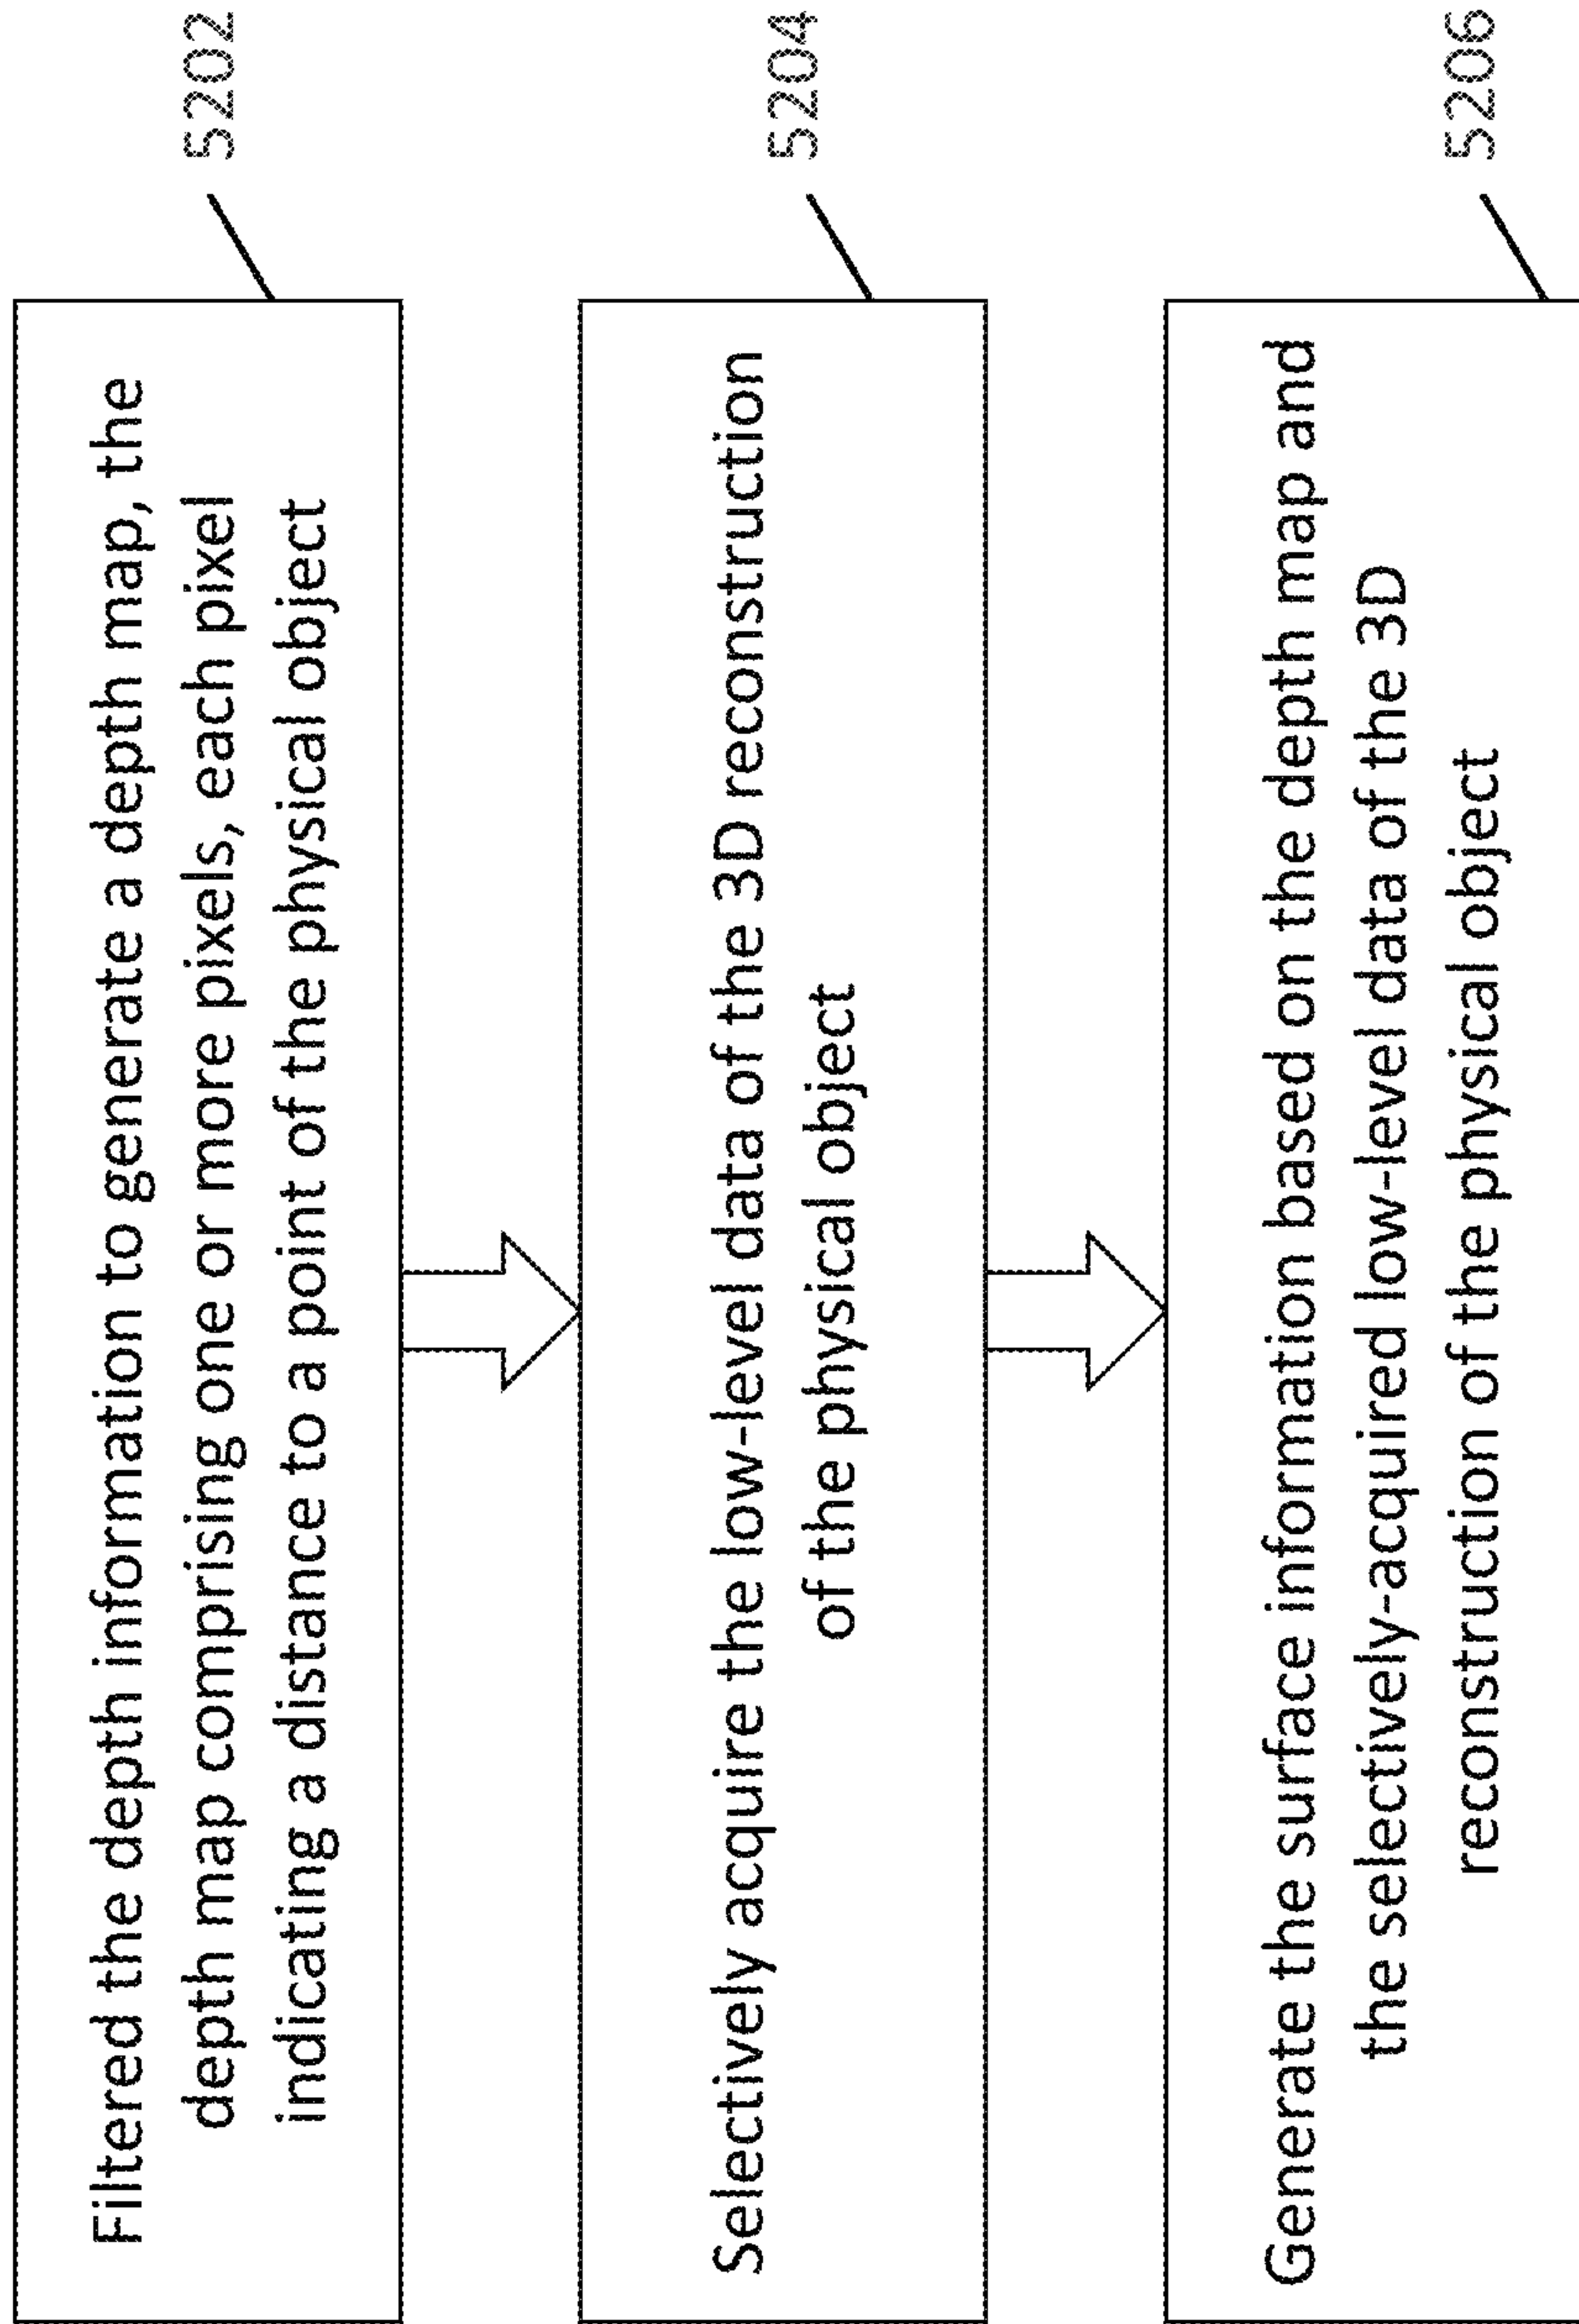 Filtered the depth information to generate a depth map, the
depth map comprising one or more pixels, each pixel
indicating a distance to a point of the physical object
5202
Selectively acquire the low-level data of the 3D reconstruction
of the physical object
5204
Generate the surface information based on the depth map and
the selectively-acquired low-level data of the 3D
reconstruction of the physical object
5206